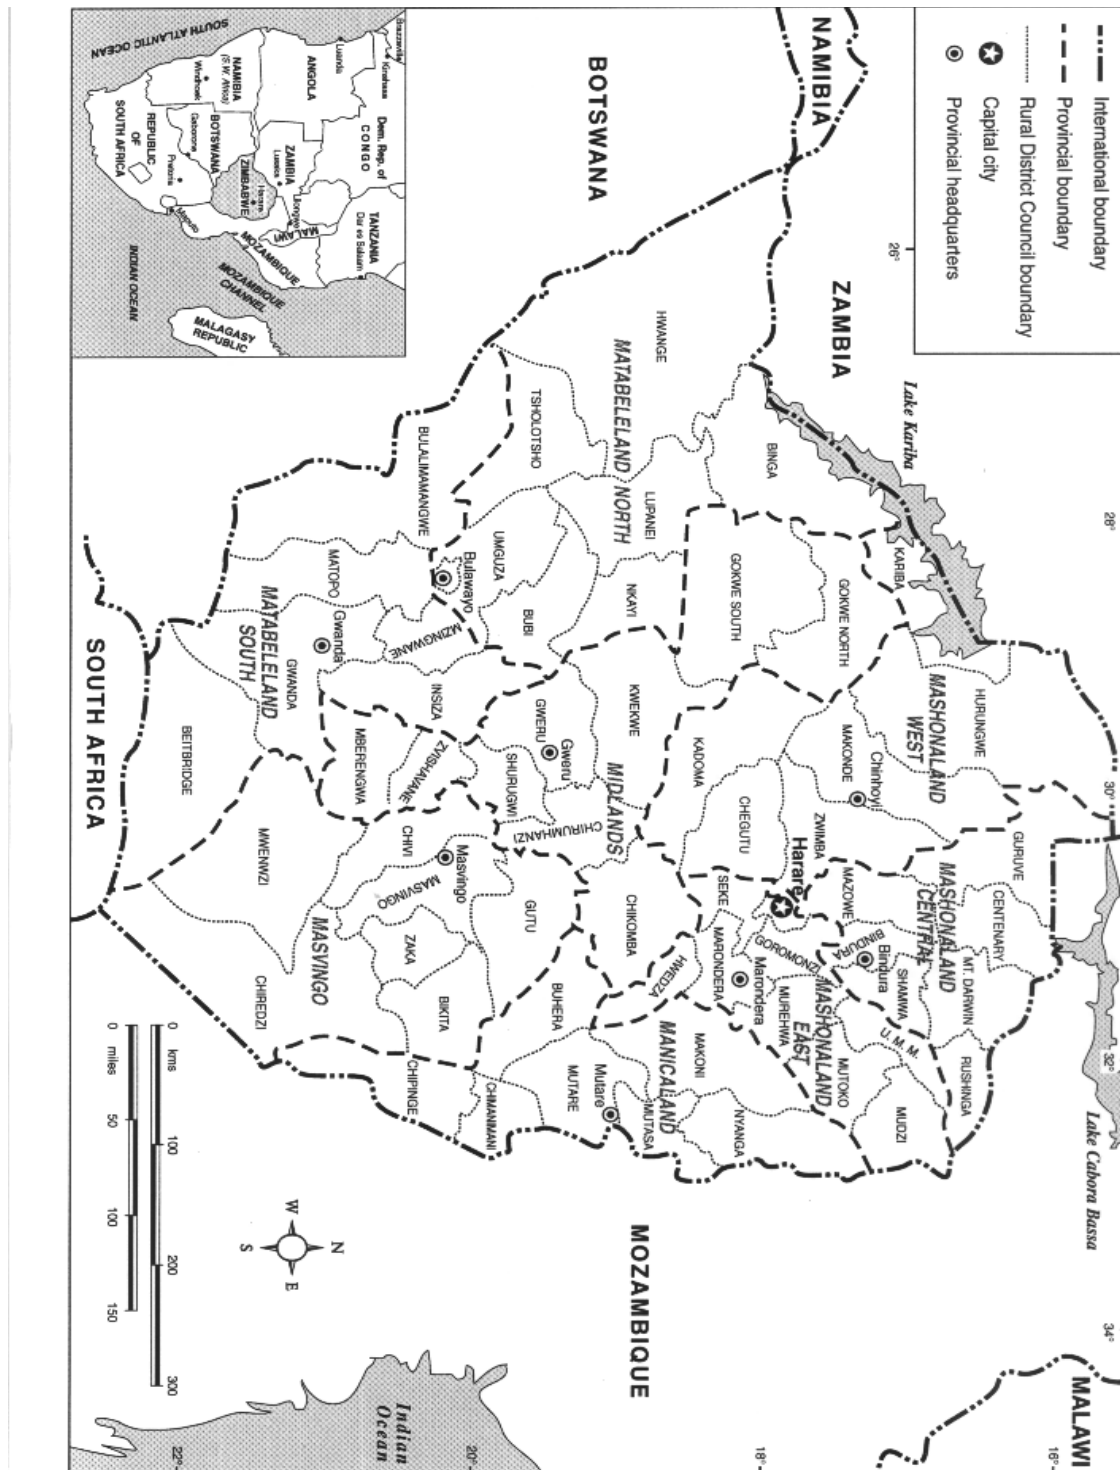 International boundary
Provincial boundary
Rural District Council boundary
Capital city
Provincial headquarters
26°
28°
30°
32°
34°
16°
18°
20°
22°
NAMIBIA
ZAMBIA
BOTSWANA
SOUTH AFRICA
MOZAMBIQUE
MALAWI
Lake Kariba
Lake Cabora Bassa
Indian
Ocean
MATABELELAND NORTH
HWANGE
BINGA
LUPANEI
TSHOLOTSHO
UMGUZA
BUBI
NKAYI
Bulawayo
MATABELELAND
SOUTH
BULALIMAMANGWE
MATOPO
Gwanda
GWANDA
MZINGWANE
INSIZA
BEITBRIDGE
MIDLANDS
GOKWE NORTH
GOKWE SOUTH
KWEKWE
GWERU
Gweru
SHURUGWI
CHIRUMHANZI
ZVISHAVANE
MBERENGWA
MASHONALAND
WEST
KARIBA
HURUNGWE
MAKONDE
Chinhoyi
ZWIMBA
KADOMA
CHEGUTU
Harare
MASHONALAND
CENTRAL
GURUVE
CENTENARY
MT. DARWIN
RUSHINGA
MAZOWE
BINDURA
Bindura
SHAMWA
MASHONALAND
EAST
U. M. M.
MUDZI
MUTOKO
MUREHWA
GOROMONZI
Marondera
MARONDERA
SEKE
HWEDZA
CHIKOMBA
MANICALAND
MAKONI
NYANGA
MUTASA
Mutare
MUTARE
BUHERA
CHIMANIMANI
CHIPINGE
MASVINGO
GUTU
Masvingo
MASVINGO
CHIVI
ZAKA
BIKITA
MWENWZI
CHIREDZI
N
W
E
S
0
kms
100
200
300
0
miles
50
100
150
Brazzaville
Kinshasa
Dem. Rep. of
CONGO
TANZANIA
Dar es Salaam
Luanda
ANGOLA
ZAMBIA
Lusaka
Lilongwe
MALAWI
MOZAMBIQUE
MOZAMBIQUE
CHANNEL
NAMIBIA
(S.W. Africa)
Windhoek
BOTSWANA
Gaborone
ZIMBABWE
Harare
Pretoria
Maputo
REPUBLIC
OF
SOUTH AFRICA
MALAGASY
REPUBLIC
SOUTH ATLANTIC OCEAN
INDIAN OCEAN